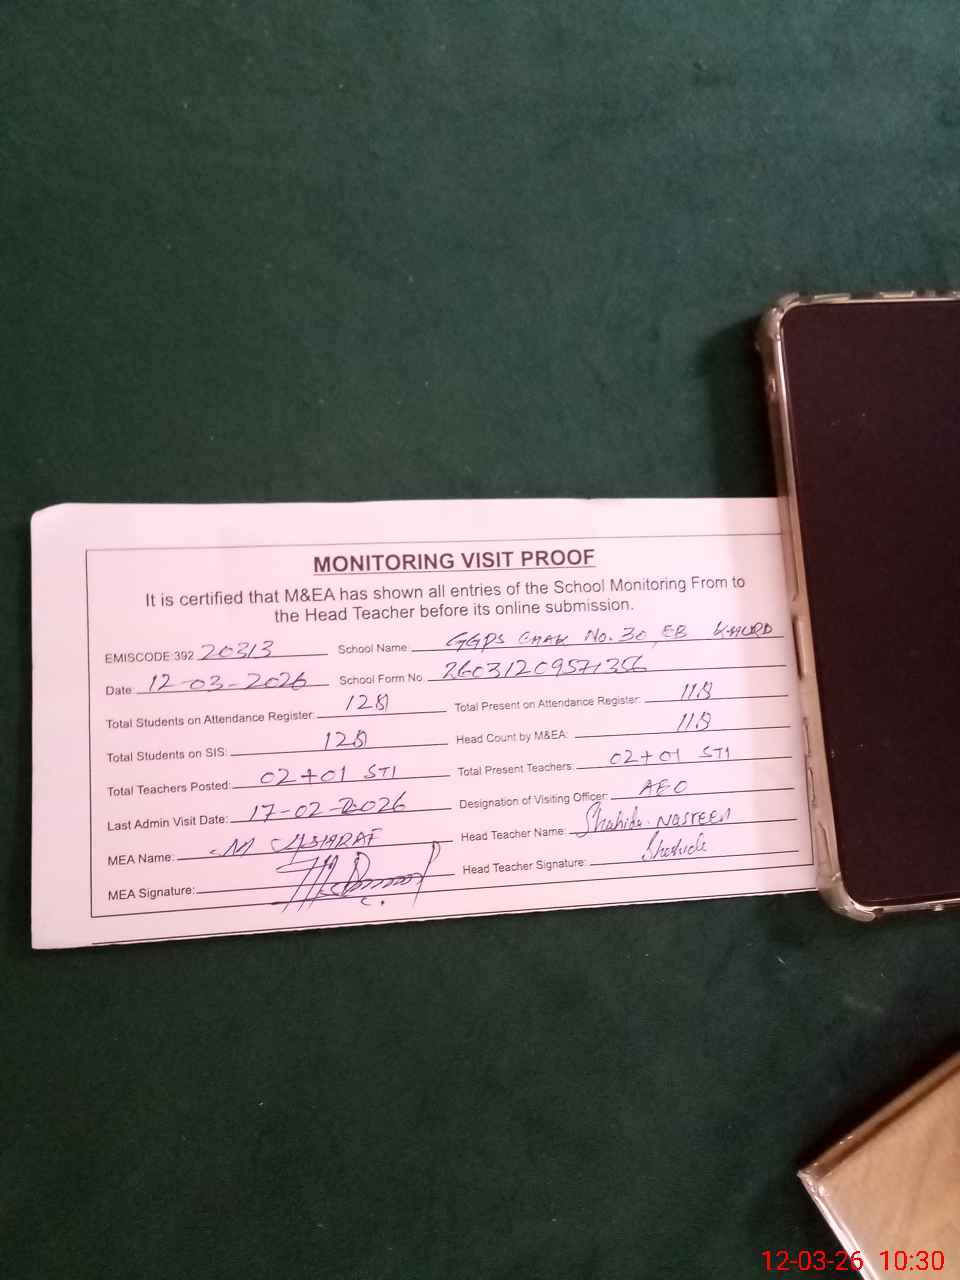 MONITORING VISIT PROOF
It is certified that M&EA has shown all entries of the School Monitoring From to
the Head Teacher before its online submission.
EMISCODE:392 20313 School Name: GGPS CHAK No. 30 EB KHURD
Date: 12-03-2026 School Form No. 26031209571356
Total Students on Attendance Register: 128 Total Present on Attendance Register: 118
Total Students on SIS: 128 Head Count by M&EA: 118
Total Teachers Posted: 02+01 STI Total Present Teachers: 02+01 STI
Last Admin Visit Date: 17-02-2026 Designation of Visiting Officer: AEO
MEA Name: M ASHRAF Head Teacher Name: Shahida NASREEN
MEA Signature: Head Teacher Signature: Shahida
12-03-26 10:30